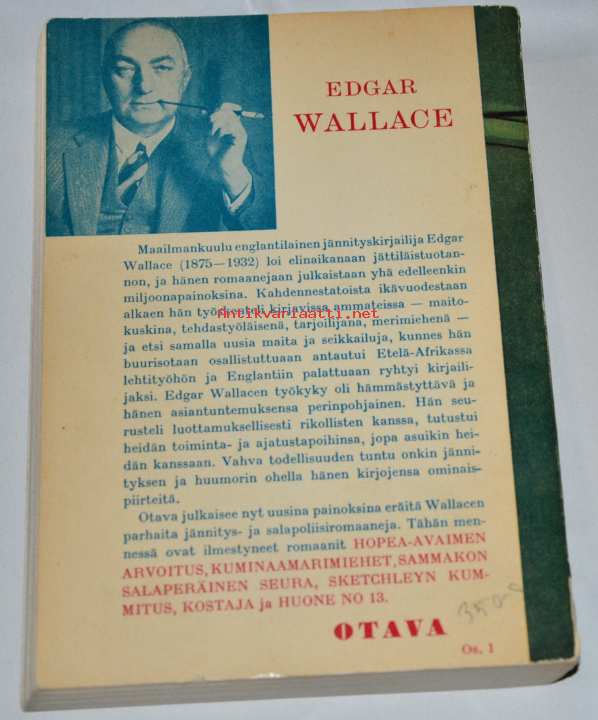 EDGAR
WALLACE
Maailmankuulu englantilainen jännityskirjailija Edgar
Wallace (1875—1932) loi elinaikanaan jättiläistuotan-
non, ja hänen romaanejaan julkaistaan yhä edelleenkin
miljoonapainoksina. Kahdennestatoista ikävuodestaan
alkaen hän työskenteli kirjavissa ammateissa — maito-
antikvariaatti.net
kuskina, tehdastyöläisenä, tarjoilijana, merimiehenä —
ja etsi samalla uusia maita ja seikkailuja, kunnes hän
buurisotaan osallistuttuaan antautui Etelä-Afrikassa
lehtityöhön ja Englantiin palattuaan ryhtyi kirjaili-
jaksi. Edgar Wallacen työkyky oli hämmästyttävä ja
hänen asiantuntemuksensa perinpohjainen. Hän seu-
rusteli luottamuksellisesti rikollisten kanssa, tutustui
heidän toiminta- ja ajatustapoihinsa, jopa asuikin hei-
dän kanssaan. Vahva todellisuuden tuntu onkin jänni-
tyksen ja huumorin ohella hänen kirjojensa ominais-
piirteitä.
Otava julkaisee nyt uusina painoksina eräitä Wallacen
parhaita jännitys- ja salapoliisiromaaneja. Tähän men-
nessä ovat ilmestyneet romaanit HOPEA-AVAIMEN
ARVOITUS, KUMINAAMARIMIEHET, SAMMAKON
SALAPERÄINEN SEURA, SKETCHLEYN KUM-
MITUS, KOSTAJA ja HUONE NO 13.
OTAVA
Os. 1